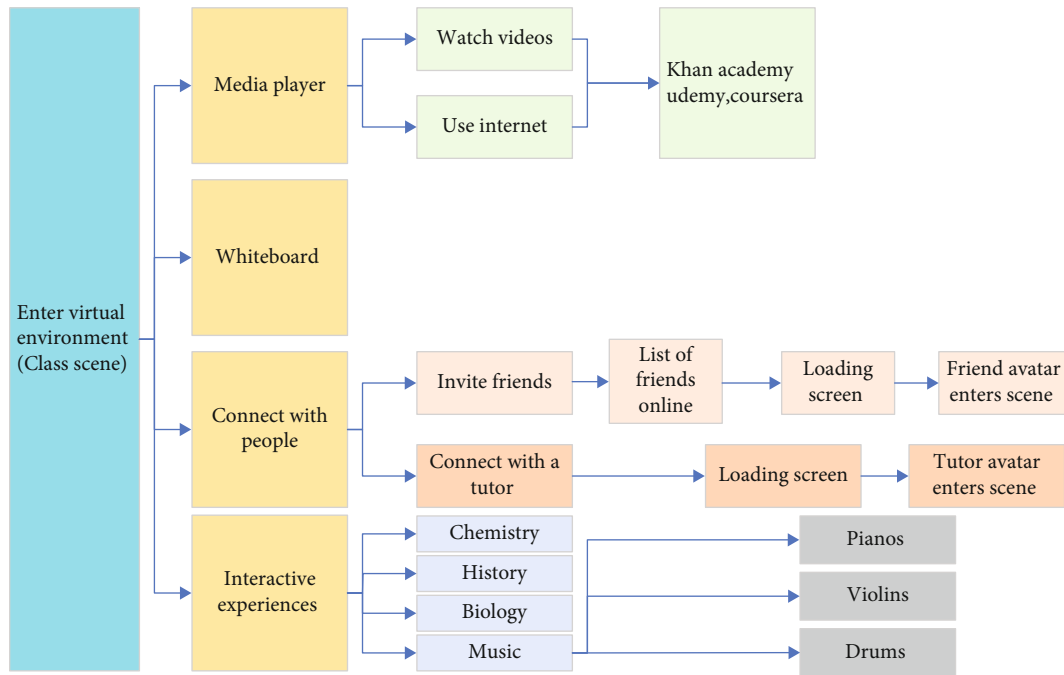 Enter virtual
environment
(Class scene)
Media player
Watch videos
Use internet
Khan academy
udemy,coursera
Whiteboard
Connect with
people
Invite friends
List of
friends
online
Loading
screen
Friend avatar
enters scene
Connect with a
tutor
Loading screen
Tutor avatar
enters scene
Interactive
experiences
Chemistry
History
Biology
Music
Pianos
Violins
Drums